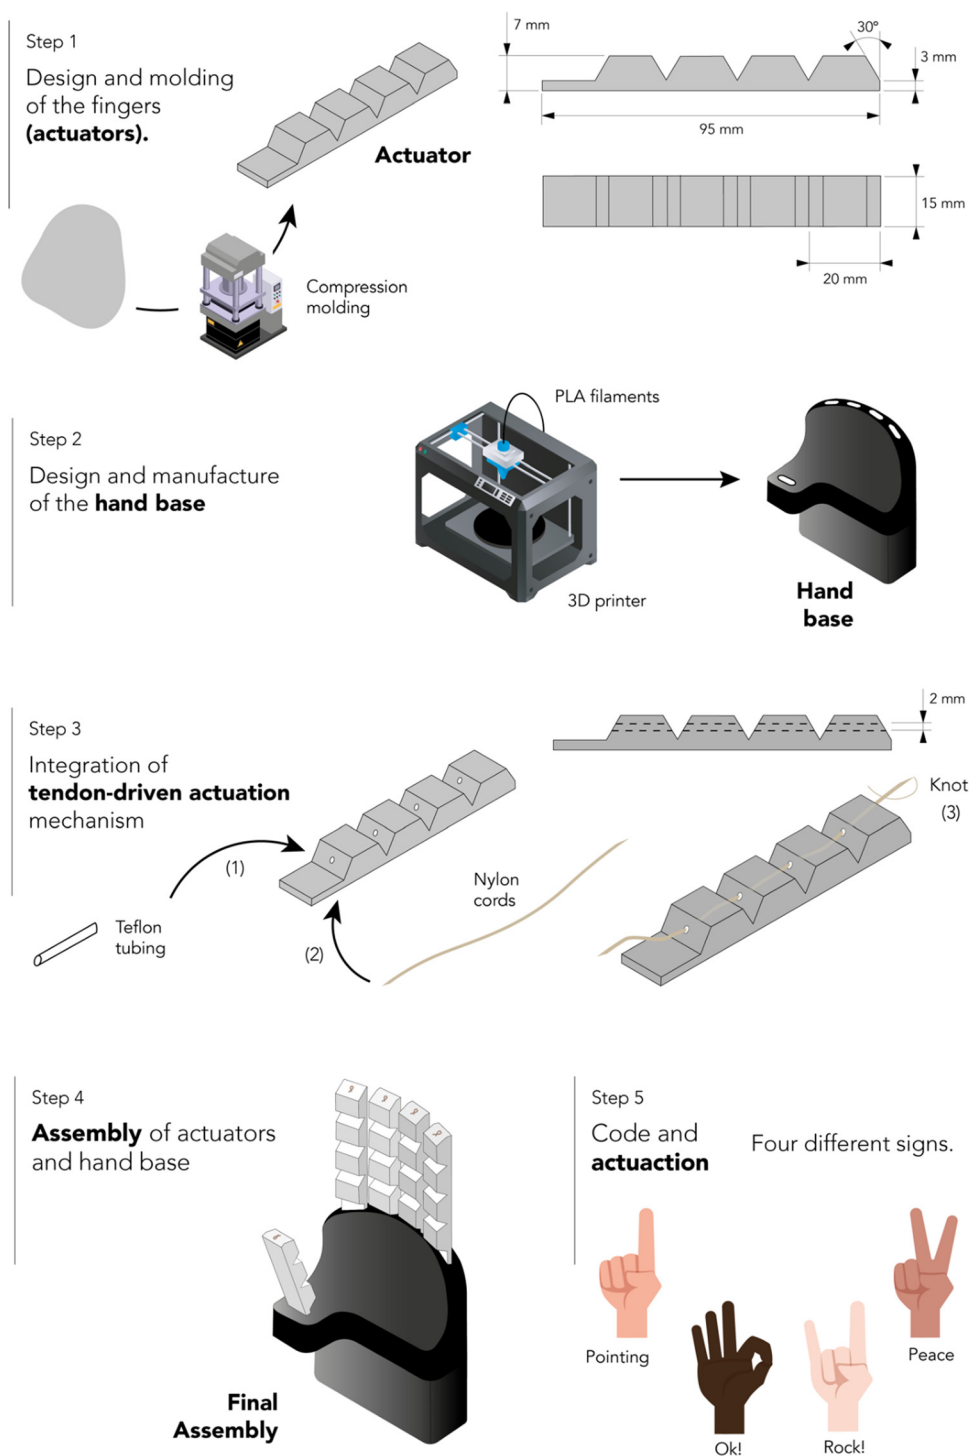 Step 1
Design and molding
of the fingers
(actuators).
Actuator
7 mm
30°
3 mm
95 mm
15 mm
20 mm
Compression
molding
Step 2
Design and manufacture
of the hand base
PLA filaments
3D printer
Hand
base
Step 3
Integration of
tendon-driven actuation
mechanism
2 mm
Knot
(3)
(1)
Teflon
tubing
(2)
Nylon
cords
Step 4
Assembly of actuators
and hand base
Final
Assembly
Step 5
Code and
actuaction
Four different signs.
Pointing
Ok!
Rock!
Peace